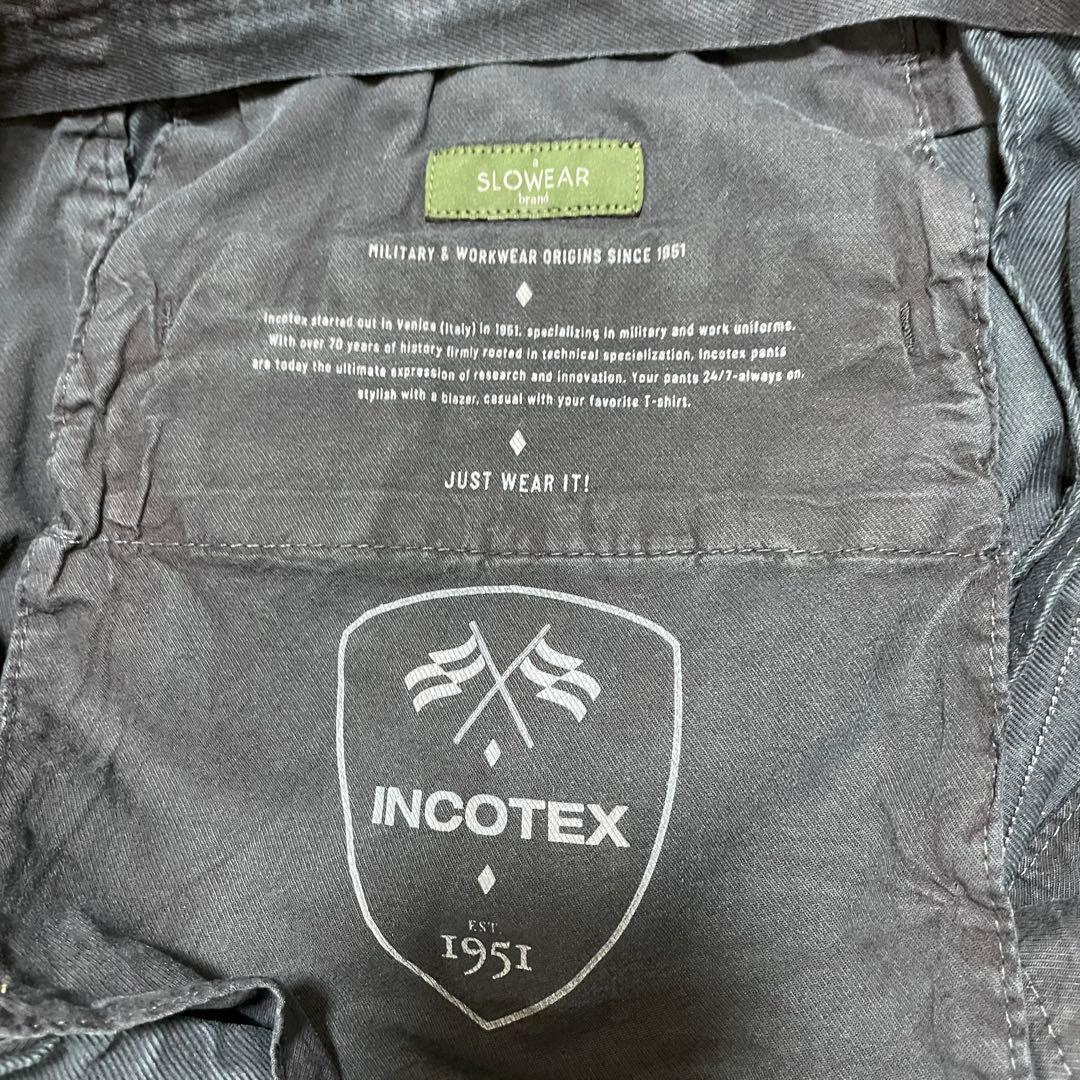 a
SLOWEAR
brand
MILITARY & WORKWEAR ORIGINS SINCE 1951
Incotex started out in Venice (Italy) in 1951, specializing in military and work uniforms.
With over 70 years of history firmly rooted in technical specialization, Incotex pants
are today the ultimate expression of research and innovation. Your pants 24/7-always on,
stylish with a blazer, casual with your favorite T-shirt.
JUST WEAR IT!
INCOTEX
EST.
1951